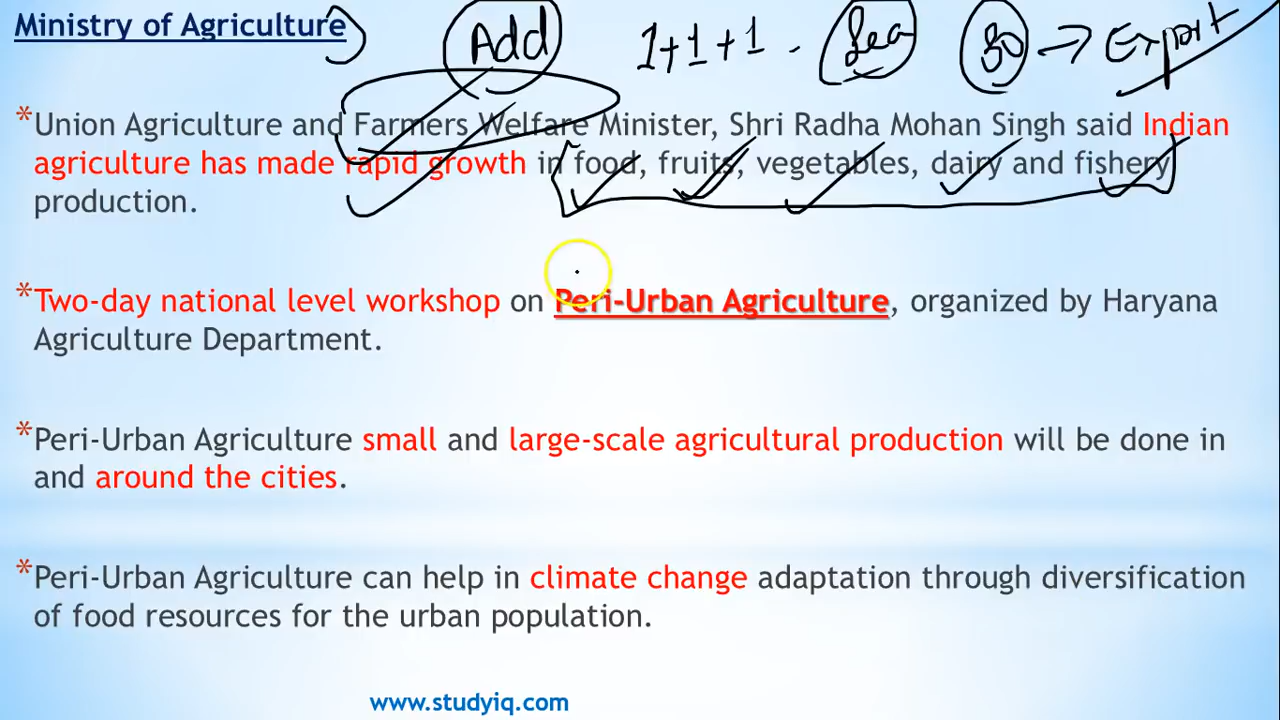 Ministry of Agriculture
Add 1+1+1 - Sea 30 → Export
*Union Agriculture and Farmers Welfare Minister, Shri Radha Mohan Singh said Indian
agriculture has made rapid growth in food, fruits, vegetables, dairy and fishery
production.
*Two-day national level workshop on Peri-Urban Agriculture, organized by Haryana
Agriculture Department.
*Peri-Urban Agriculture small and large-scale agricultural production will be done in
and around the cities.
*Peri-Urban Agriculture can help in climate change adaptation through diversification
of food resources for the urban population.
www.studyiq.com